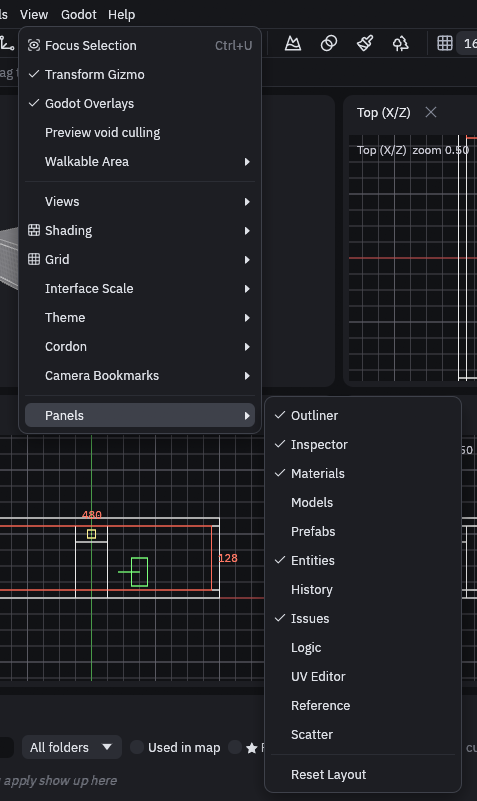 View Godot Help
Focus Selection Ctrl+U
Transform Gizmo
Godot Overlays
Preview void culling
Walkable Area
Views
Shading
Grid
Interface Scale
Theme
Cordon
Camera Bookmarks
Panels
16
Top (X/Z)
Top (X/Z) zoom 0.50
Outliner
Inspector
Materials
Models
Prefabs
Entities
History
Issues
Logic
UV Editor
Reference
Scatter
Reset Layout
50
480
128
All folders Used in map
apply show up here